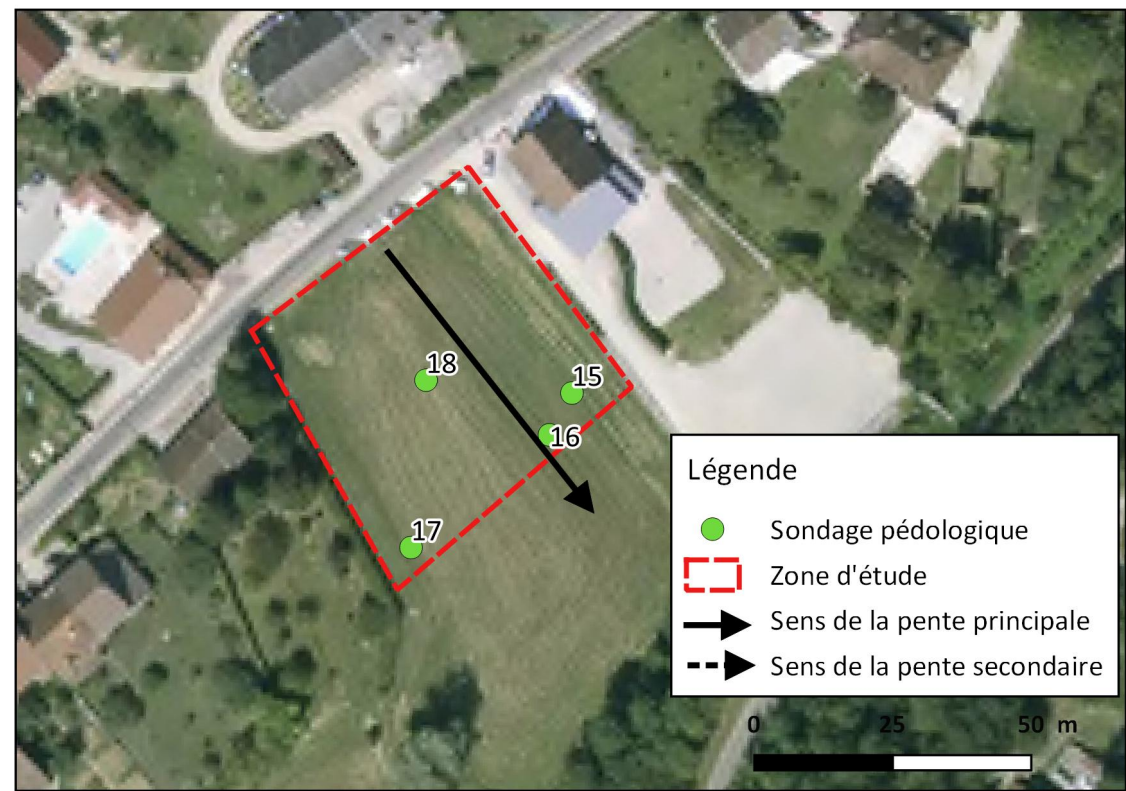 18
15
16
17
Légende
Sondage pédologique
Zone d'étude
Sens de la pente principale
Sens de la pente secondaire
0 25 50 m